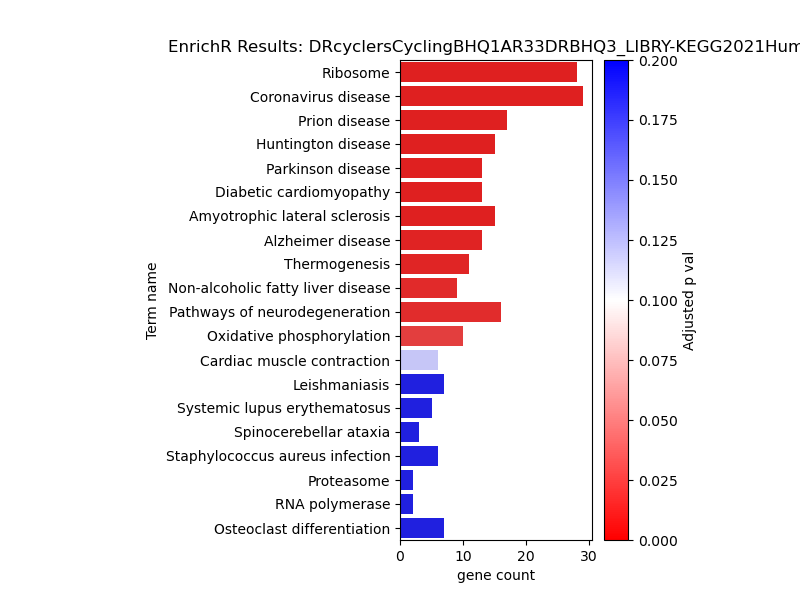 EnrichR Results: DRcyclersCyclingBHQ1AR33DRBHQ3_LIBRY-KEGG2021Hum
Ribosome
Coronavirus disease
Prion disease
Huntington disease
Parkinson disease
Diabetic cardiomyopathy
Amyotrophic lateral sclerosis
Alzheimer disease
Thermogenesis
Non-alcoholic fatty liver disease
Pathways of neurodegeneration
Oxidative phosphorylation
Cardiac muscle contraction
Leishmaniasis
Systemic lupus erythematosus
Spinocerebellar ataxia
Staphylococcus aureus infection
Proteasome
RNA polymerase
Osteoclast differentiation
Term name
0 10 20 30
gene count
0.200
0.175
0.150
0.125
0.100
0.075
0.050
0.025
0.000
Adjusted p val